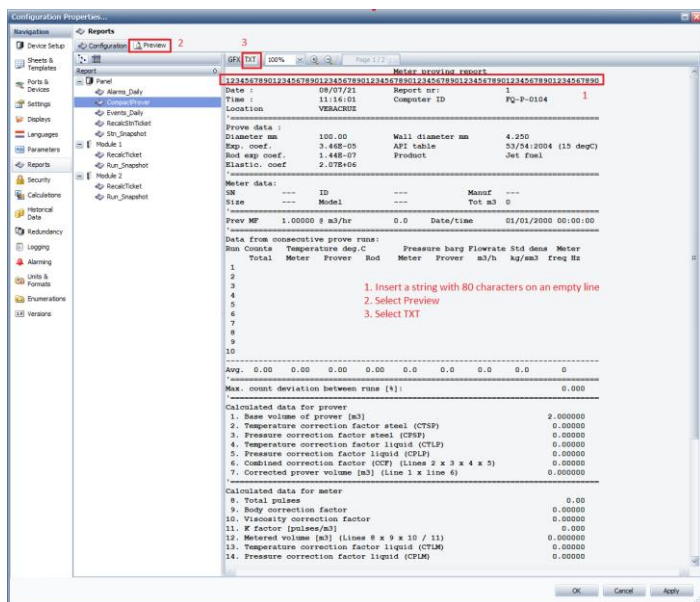 Configuration Properties...
Navigation
Device Setup
Sheets & Templates
Ports & Devices
Settings
Displays
Languages
Parameters
Reports
Security
Calculations
Historical Data
Redundancy
Logging
Alarming
Units & Formats
Enumerations
Versions
Reports
Configuration Preview 2
Report
Panel
Alarms_Daily
CompactProver
Events_Daily
RecalcStnTicket
Stn_Snapshot
Module 1
RecalcTicket
Run_Snapshot
Module 2
RecalcTicket
Run_Snapshot
3
GFX TXT 100% Page 1 / 2
Meter proving report
12345678901234567890123456789012345678901234567890123456789012345678901234567890
1
Date : 08/07/21 Report nr: 1
Time : 11:16:01 Computer ID FQ-P-0104
Location VERACRUZ
Prove data :
Diameter mm 100.00 Wall diameter mm 4.250
Exp. coef. 3.46E-05 API table 53/54:2004 (15 degC)
Rod exp coef. 1.44E-07 Product Jet fuel
Elastic. coef 2.07E+06
Meter data:
SN --- ID --- Manuf ---
Size --- Model --- Tot m3 0
Prev MF 1.00000 @ m3/hr 0.0 Date/time 01/01/2000 00:00:00
Data from consecutive prove runs:
Run Counts Temperature deg.C Pressure barg Flowrate Std dens Meter
Total Meter Prover Rod Meter Prover m3/h kg/sm3 freq Hz
1
2
3
4
5
6
7
8
9
10
1. Insert a string with 80 characters on an empty line
2. Select Preview
3. Select TXT
Avg. 0.00 0.00 0.00 0.00 0.0 0.0 0.0 0.0 0
Max. count deviation between runs [%]: 0.000
Calculated data for prover
1. Base volume of prover [m3] 2.000000
2. Temperature correction factor steel (CTSP) 0.00000
3. Pressure correction factor steel (CPSP) 0.00000
4. Temperature correction factor liquid (CTLP) 0.00000
5. Pressure correction factor liquid (CPLP) 0.00000
6. Combined correction factor (CCF) (Lines 2 x 3 x 4 x 5) 0.00000
7. Corrected prover volume [m3] (Line 1 x line 6) 0.000000
Calculated data for meter
8. Total pulses 0.00
9. Body correction factor 0.00000
10. Viscosity correction factor 0.00000
11. K factor [pulses/m3] 0.000
12. Metered volume [m3] (Lines 8 x 9 x 10 / 11) 0.000000
13. Temperature correction factor liquid (CTLM) 0.00000
14. Pressure correction factor liquid (CPLM) 0.00000
OK Cancel Apply